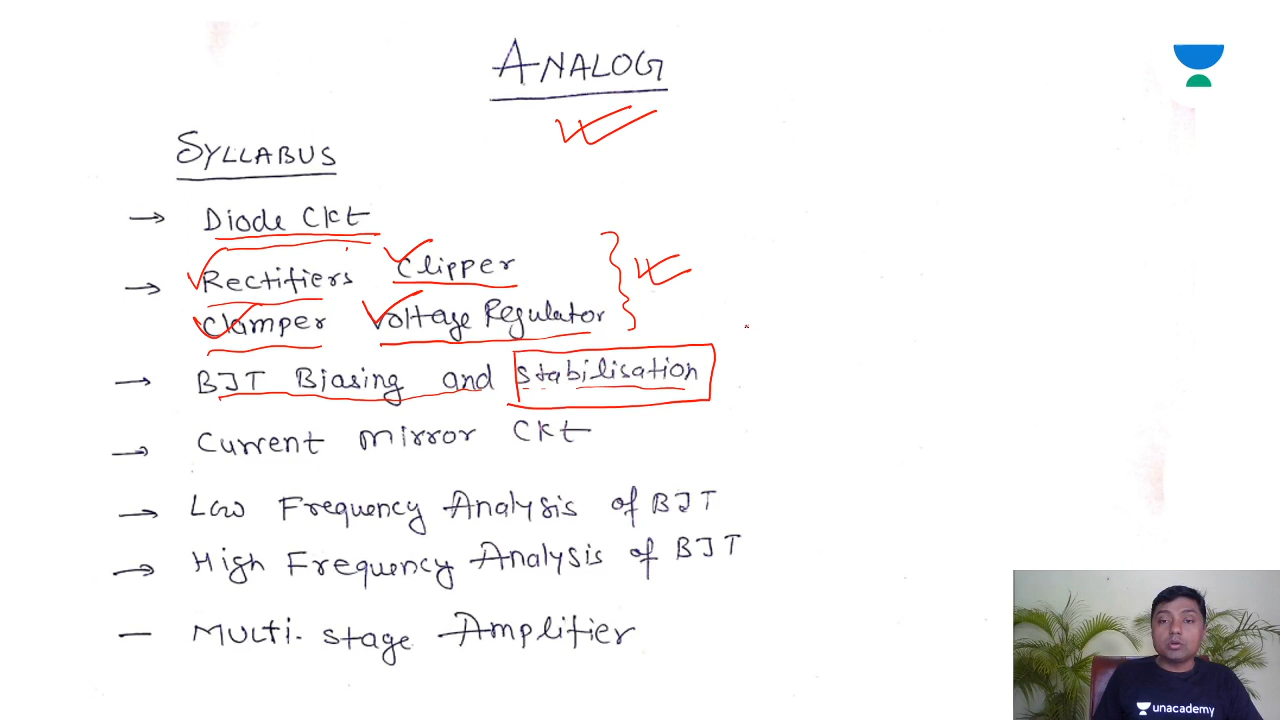 ANALOG
SYLLABUS
→ Diode Ckt
→ Rectifiers Clipper
Clamper Voltage Regulator
→ BJT Biasing and Stabilisation
→ Current Mirror Ckt
→ Low Frequency Analysis of BJT
→ High Frequency Analysis of BJT
— Multi-stage Amplifier
unacademy